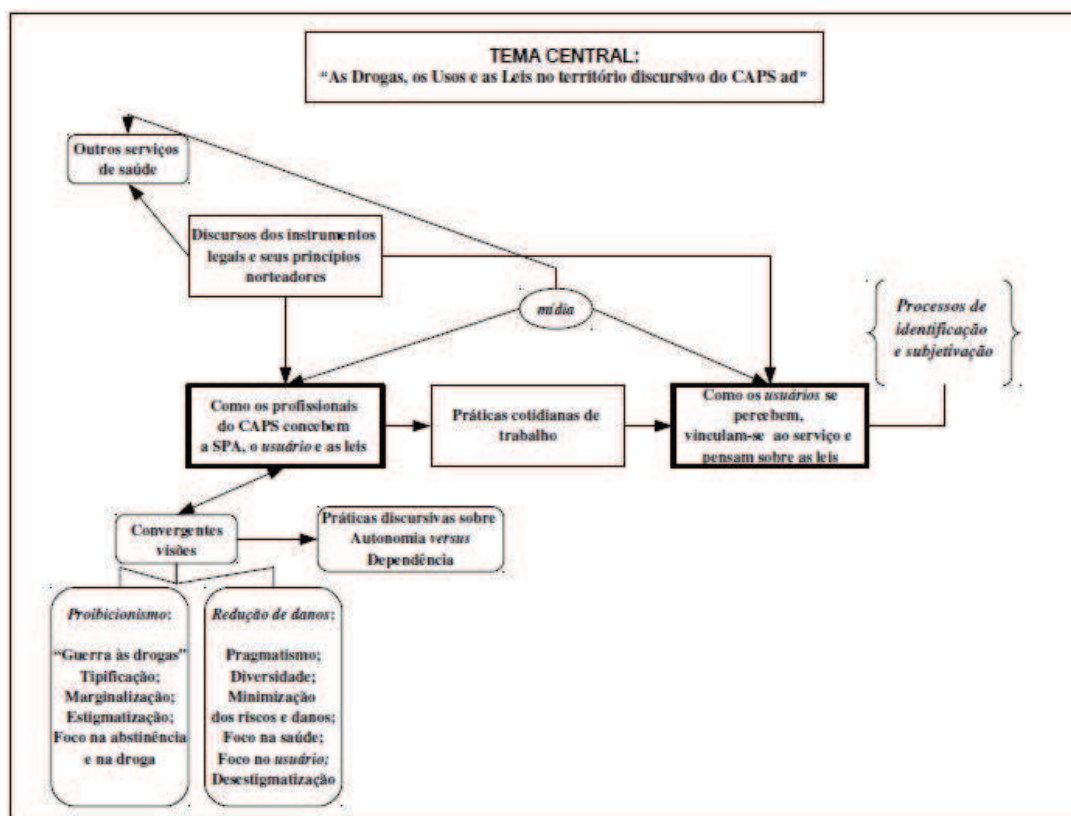 TEMA CENTRAL:
“As Drogas, os Usos e as Leis no território discursivo do CAPS ad”
Outros serviços
de saúde
Discursos dos instrumentos
legais e seus princípios
norteadores
mídia
Processos de
identificação
e subjetivação
Como os profissionais
do CAPS concebem
a SPA, o usuário e as leis
Práticas cotidianas de
trabalho
Como os usuários se
percebem,
vinculam-se ao serviço e
pensam sobre as leis
Convergentes
visões
Práticas discursivas sobre
Autonomia versus
Dependência
Proibicionismo:
“Guerra às drogas”
Tipificação;
Marginalização;
Estigmatização;
Foco na abstinência
e na droga
Redução de danos:
Pragmatismo;
Diversidade;
Minimização
dos riscos e danos;
Foco na saúde;
Foco no usuário;
Desestigmatização